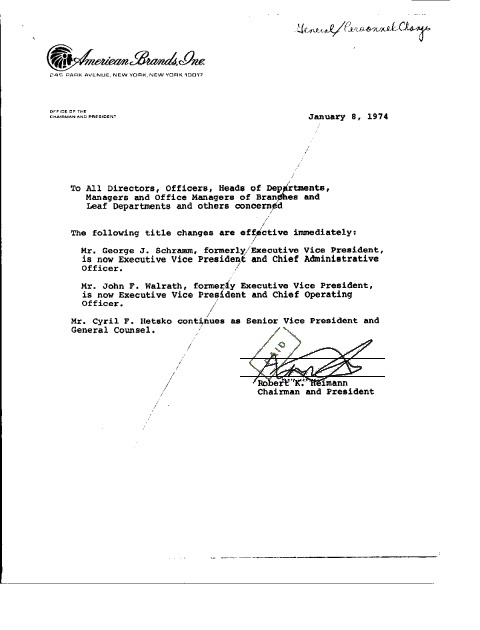 General/Personnel Changes
American Brands, Inc.
245 PARK AVENUE, NEW YORK, NEW YORK 10017
OFFICE OF THE
CHAIRMAN AND PRESIDENT
January 8, 1974
To All Directors, Officers, Heads of Departments,
Managers and Office Managers of Branches and
Leaf Departments and others concerned
The following title changes are effective immediately:
Mr. George J. Schramm, formerly Executive Vice President,
is now Executive Vice President and Chief Administrative
Officer.
Mr. John F. Walrath, formerly Executive Vice President,
is now Executive Vice President and Chief Operating
Officer.
Mr. Cyril F. Hetsko continues as Senior Vice President and
General Counsel.
Robert K. Heimann
Chairman and President